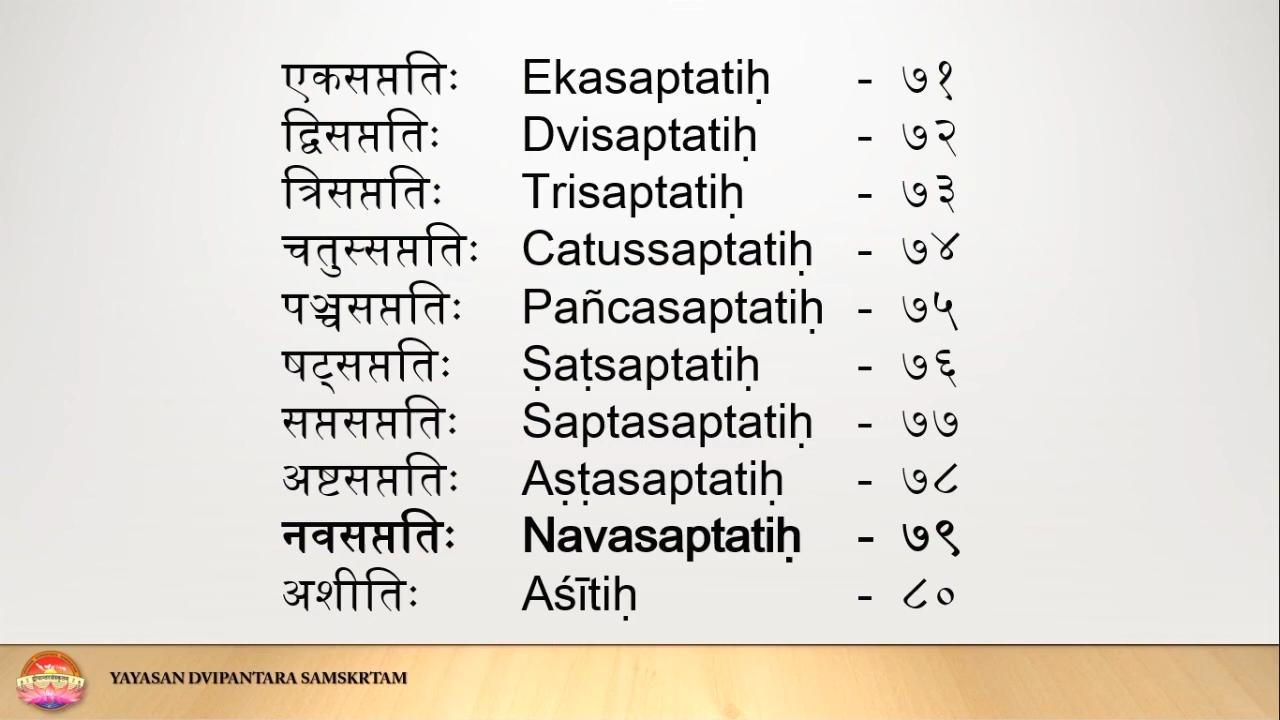 एकसप्ततिः Ekasaptatiḥ - ७१
द्विसप्ततिः Dvisaptatiḥ - ७२
त्रिसप्ततिः Trisaptatiḥ - ७३
चतुस्सप्ततिः Catussaptatiḥ - ७४
पञ्चसप्ततिः Pañcasaptatiḥ - ७५
षट्सप्ततिः Ṣaṭsaptatiḥ - ७६
सप्तसप्ततिः Saptasaptatiḥ - ७७
अष्टसप्ततिः Aṣṭasaptatiḥ - ७८
नवसप्ततिः Navasaptatiḥ - ७९
अशीतिः Aśītiḥ - ८०
YAYASAN DVIPANTARA SAMSKRTAM